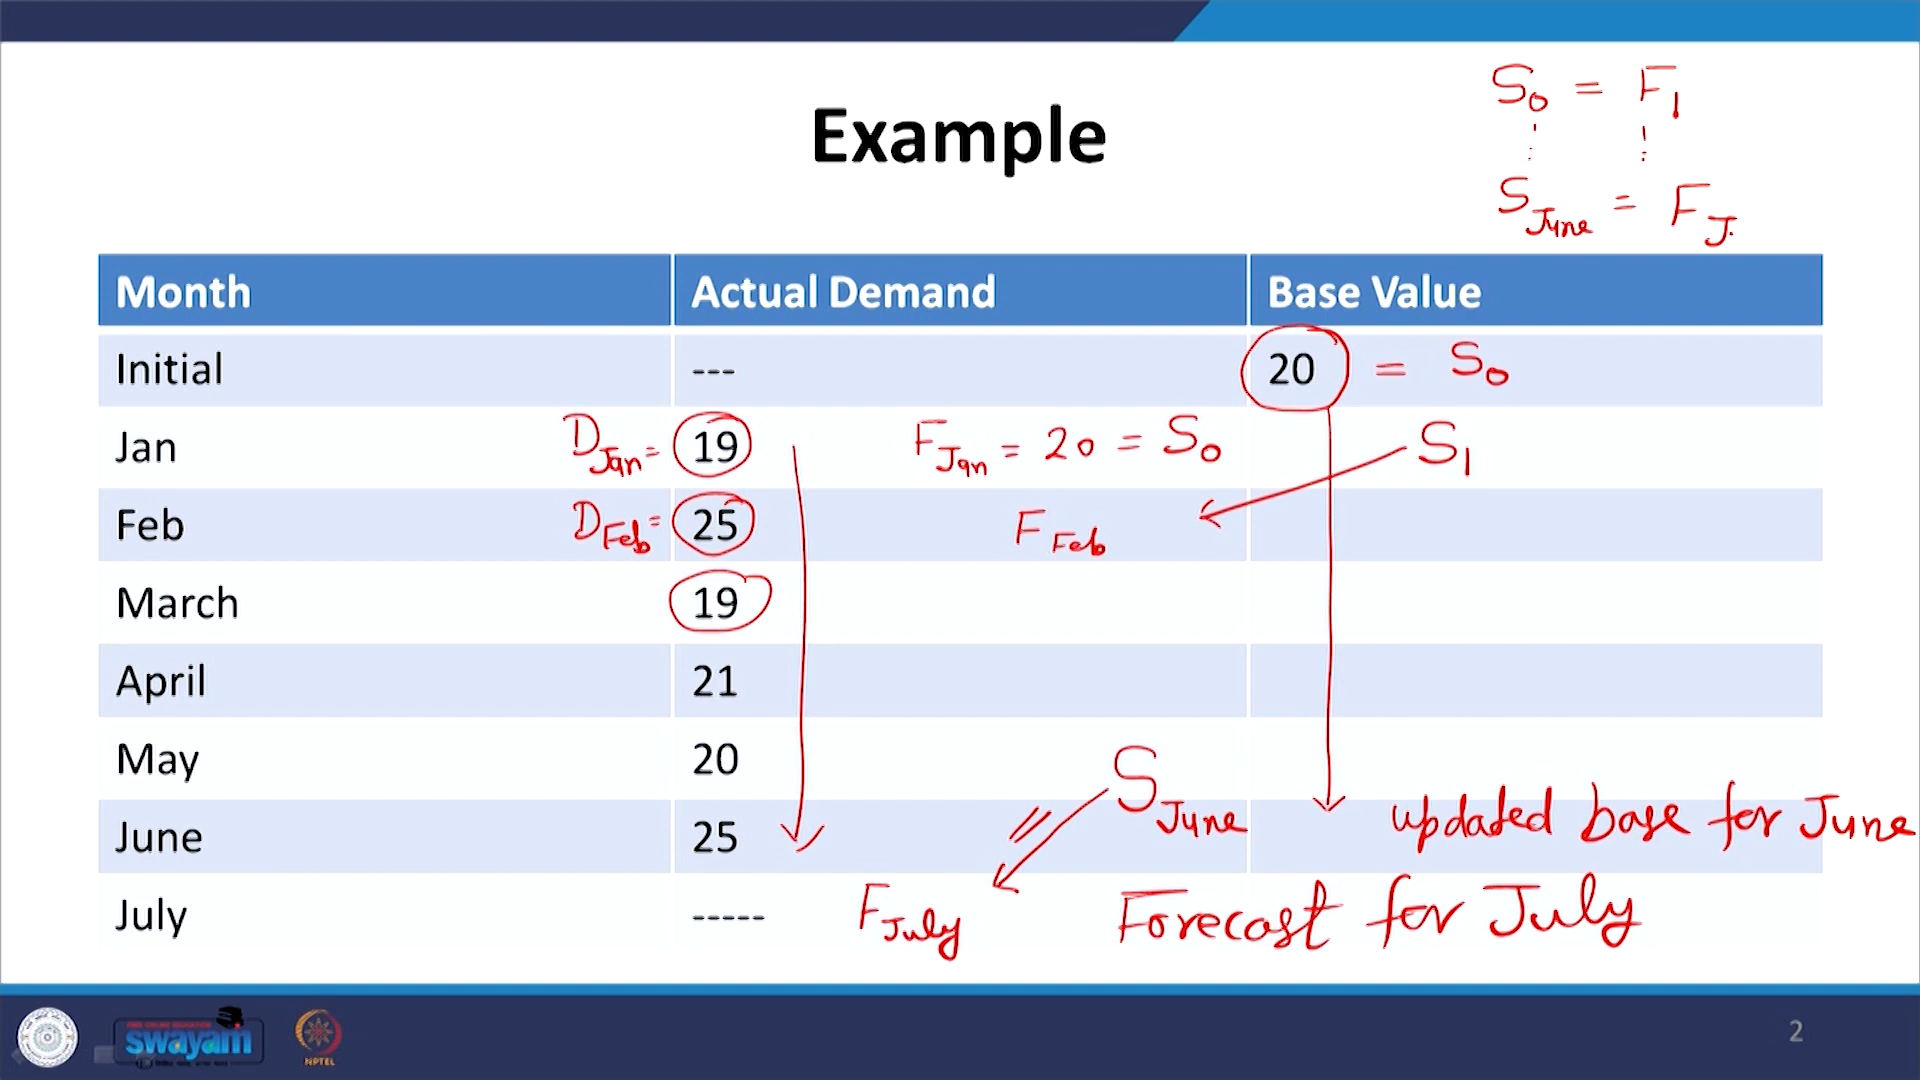 S0 = F1
Example
SJune = FJ
Month Actual Demand Base Value
Initial --- 20 = S0
Jan DJan = 19 FJan = 20 = S0 S1
Feb DFeb = 25 FFeb
March 19
April 21
May 20 SJune
June 25 updated base for June
July ----- FJuly Forecast for July
swayam
NPTEL
2